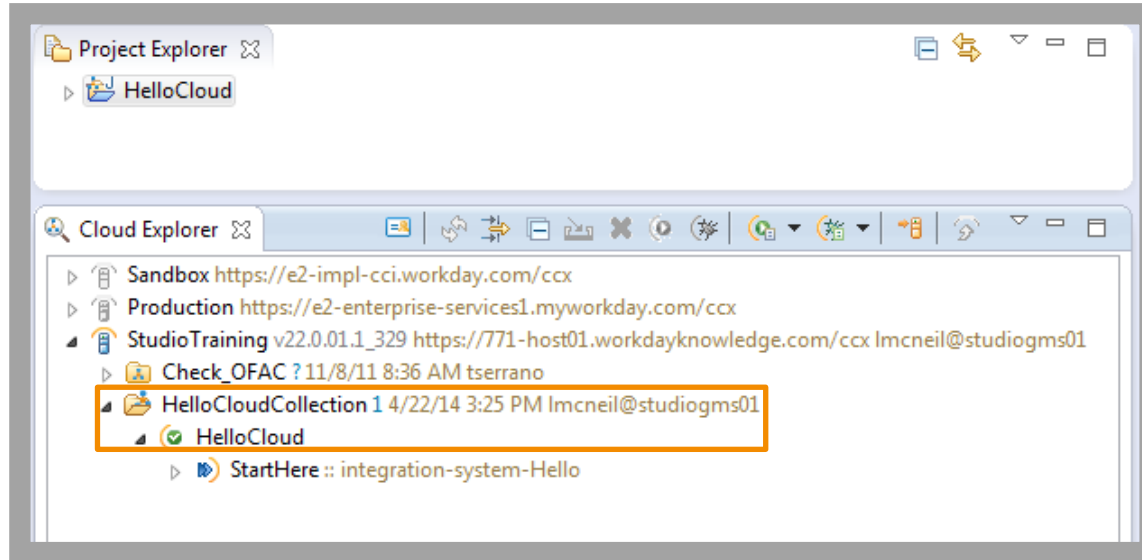 Project Explorer
HelloCloud
Cloud Explorer
Sandbox https://e2-impl-cci.workday.com/ccx
Production https://e2-enterprise-services1.myworkday.com/ccx
StudioTraining v22.0.01.1_329 https://771-host01.workdayknowledge.com/ccx lmcneil@studiogms01
Check_OFAC ? 11/8/11 8:36 AM tserrano
HelloCloudCollection 1 4/22/14 3:25 PM lmcneil@studiogms01
HelloCloud
StartHere :: integration-system-Hello